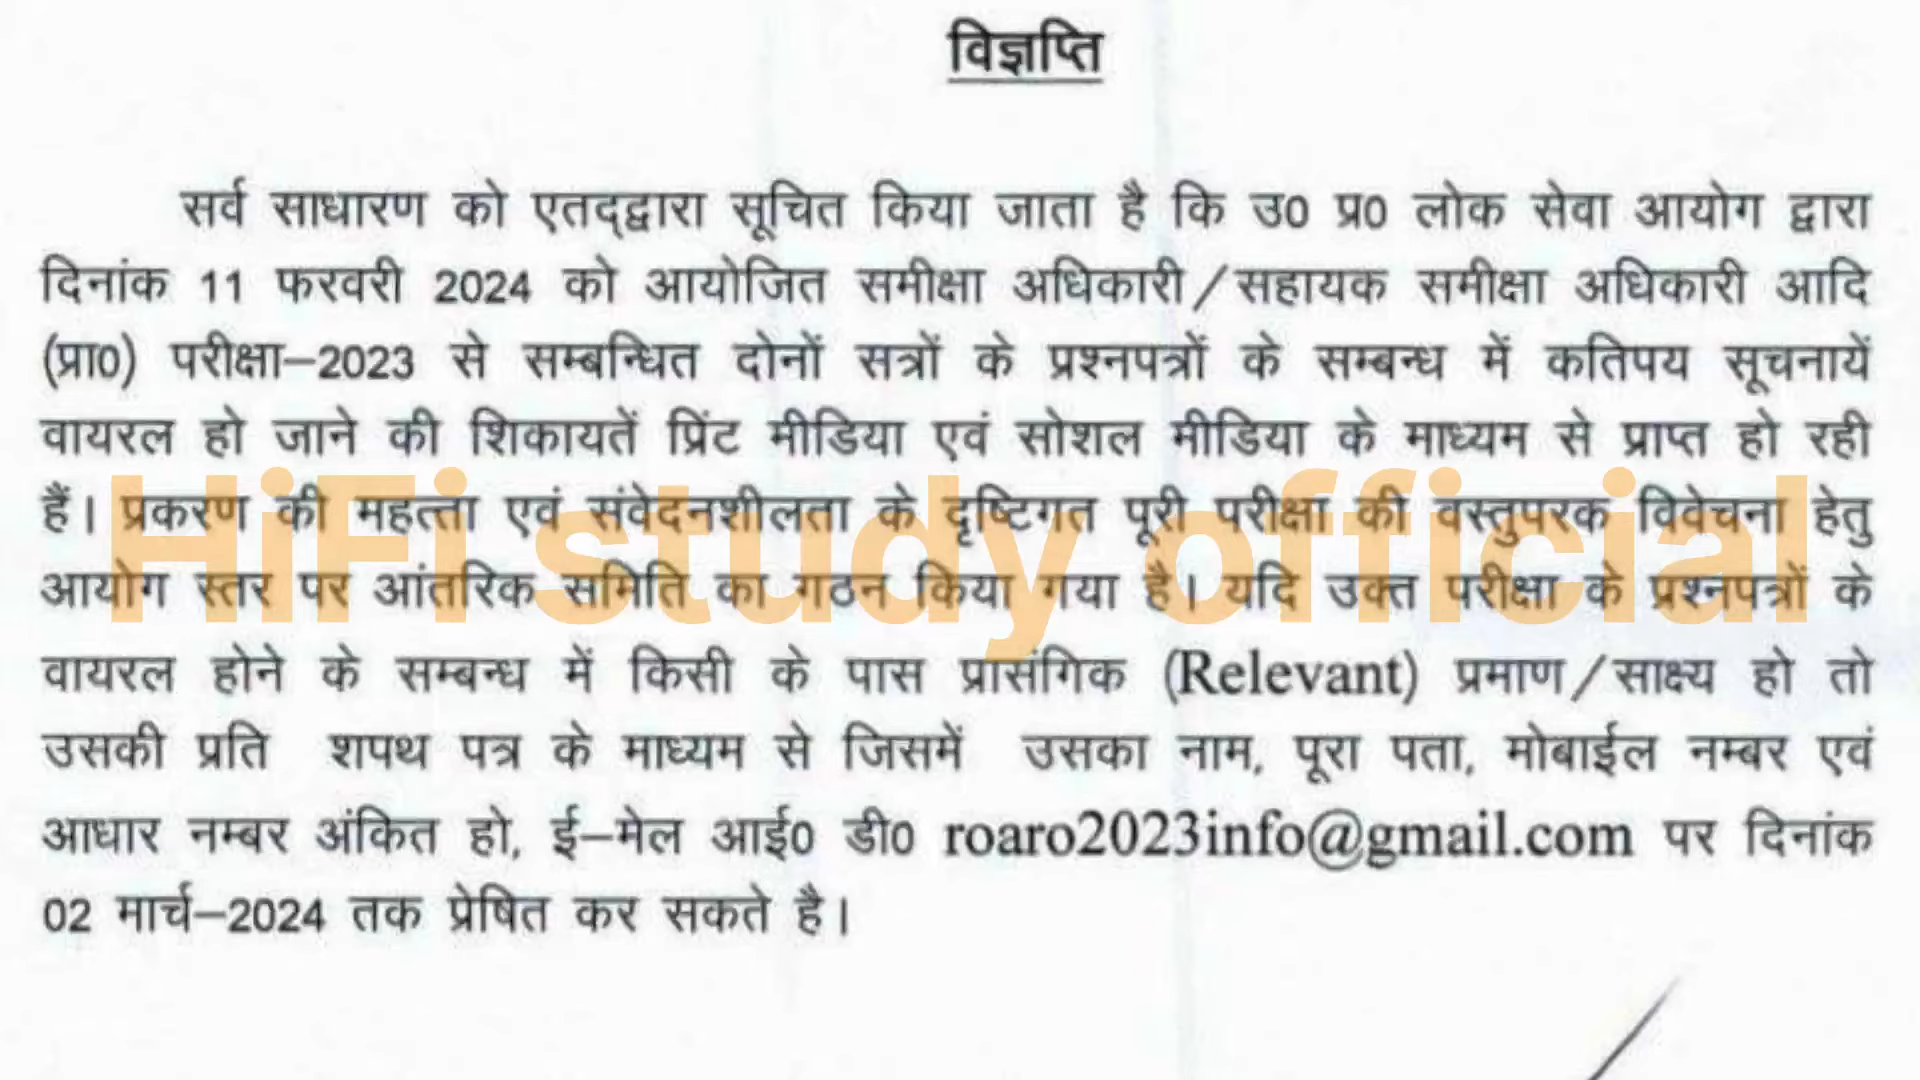 विज्ञप्ति
सर्व साधारण को एतद्द्वारा सूचित किया जाता है कि उ0 प्र0 लोक सेवा आयोग द्वारा
दिनांक 11 फरवरी 2024 को आयोजित समीक्षा अधिकारी/सहायक समीक्षा अधिकारी आदि
(प्रा0) परीक्षा–2023 से सम्बन्धित दोनों सत्रों के प्रश्नपत्रों के सम्बन्ध में कतिपय सूचनायें
वायरल हो जाने की शिकायतें प्रिंट मीडिया एवं सोशल मीडिया के माध्यम से प्राप्त हो रही
हैं। प्रकरण की महत्ता एवं संवेदनशीलता के दृष्टिगत पूरी परीक्षा की वस्तुपरक विवेचना हेतु
HiFi study official
आयोग स्तर पर आंतरिक समिति का गठन किया गया है। यदि उक्त परीक्षा के प्रश्नपत्रों के
वायरल होने के सम्बन्ध में किसी के पास प्रासंगिक (Relevant) प्रमाण/साक्ष्य हो तो
उसकी प्रति शपथ पत्र के माध्यम से जिसमें उसका नाम, पूरा पता, मोबाईल नम्बर एवं
आधार नम्बर अंकित हो, ई–मेल आई0 डी0 roaro2023info@gmail.com पर दिनांक
02 मार्च–2024 तक प्रेषित कर सकते है।